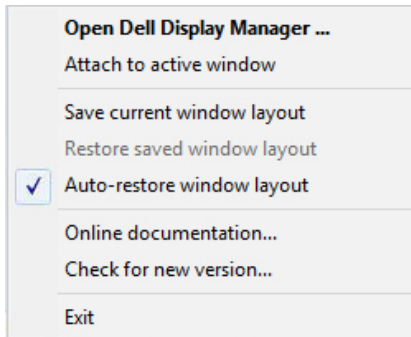 Open Dell Display Manager ...
Attach to active window
Save current window layout
Restore saved window layout
Auto-restore window layout
Online documentation...
Check for new version...
Exit